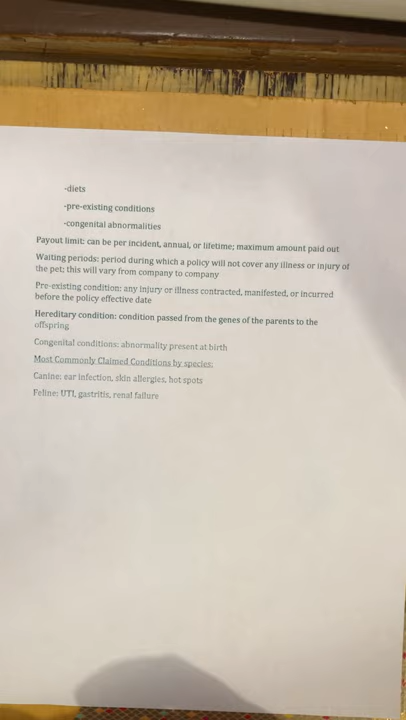 -diets
-pre-existing conditions
-congenital abnormalities
Payout limit: can be per incident, annual, or lifetime; maximum amount paid out
Waiting periods: period during which a policy will not cover any illness or injury of
the pet; this will vary from company to company
Pre-existing condition: any injury or illness contracted, manifested, or incurred
before the policy effective date
Hereditary condition: condition passed from the genes of the parents to the
offspring
Congenital conditions: abnormality present at birth
Most Commonly Claimed Conditions by species:
Canine: ear infection, skin allergies, hot spots
Feline: UTI, gastritis, renal failure